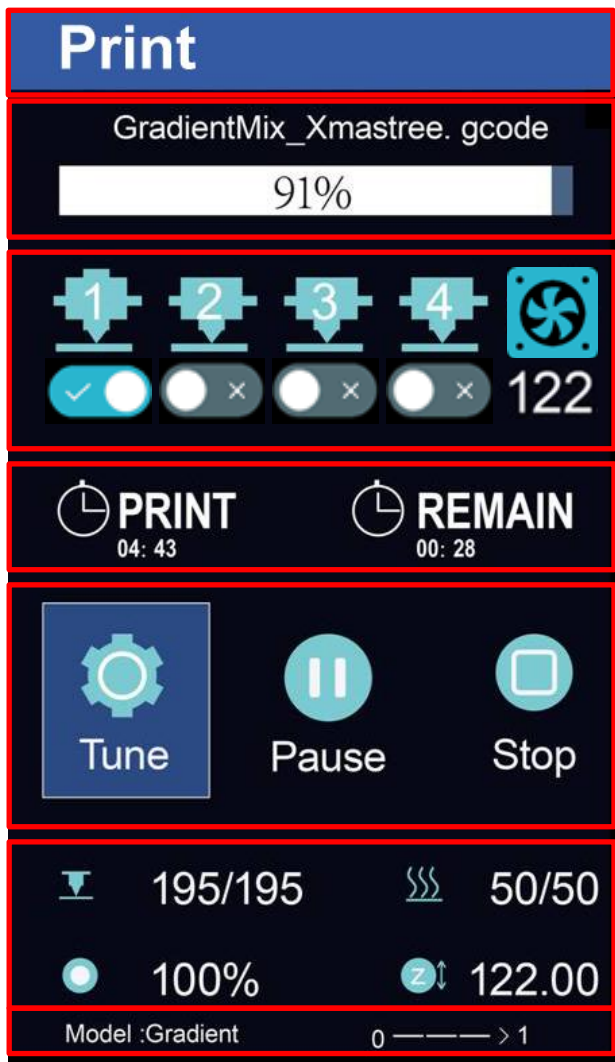 Print
GradientMix_Xmastree. gcode
91%
1 2 3 4
122
PRINT REMAIN
04: 43 00: 28
Tune Pause Stop
195/195 50/50
100% Z 122.00
Model :Gradient 0 ———> 1